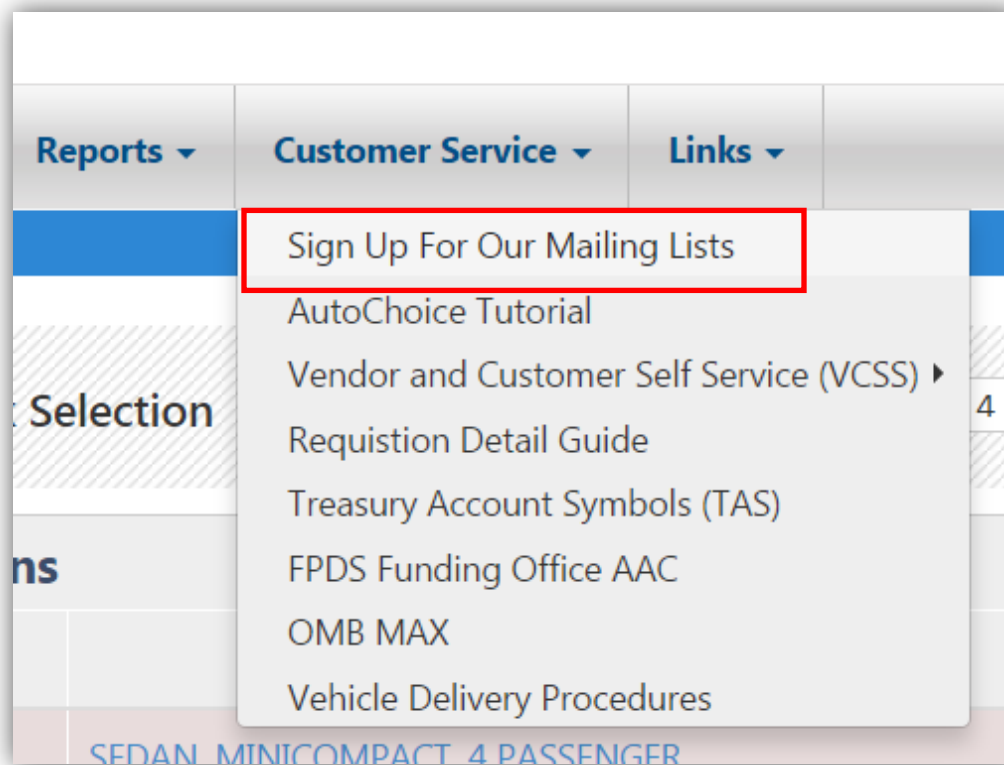 Reports Customer Service Links
Sign Up For Our Mailing Lists
AutoChoice Tutorial
Vendor and Customer Self Service (VCSS)
Selection 4
Requistion Detail Guide
Treasury Account Symbols (TAS)
ns FPDS Funding Office AAC
OMB MAX
Vehicle Delivery Procedures
SEDAN, MINICOMPACT, 4 PASSENGER